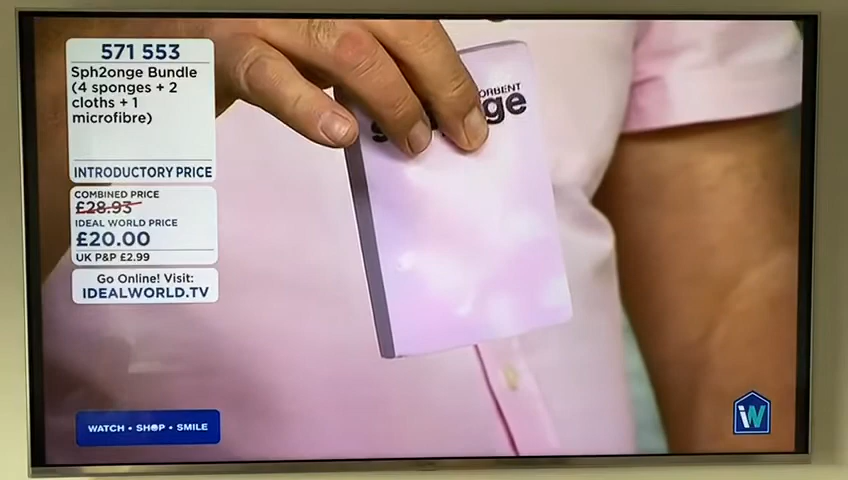 571 553
Sph2onge Bundle
(4 sponges + 2
cloths + 1
microfibre)
INTRODUCTORY PRICE
COMBINED PRICE
£28.93
IDEAL WORLD PRICE
£20.00
UK P&P £2.99
Go Online! Visit:
IDEALWORLD.TV
WATCH • SHOP • SMILE
iW